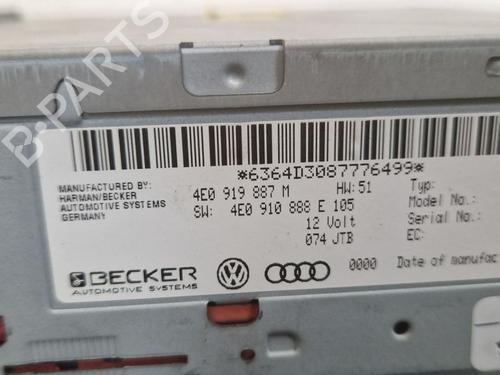 B-PARTS
*6364D3087776499*
MANUFACTURED BY:
HARMAN/BECKER
AUTOMOTIVE SYSTEMS
GERMANY
4E0 919 887 M HW:51
SW: 4E0 910 888 E 105
12 Volt
074 JTB
Typ:
Model No.:
Serial No.:
EC:
BECKER
AUTOMOTIVE SYSTEMS
0000 Date of manufac